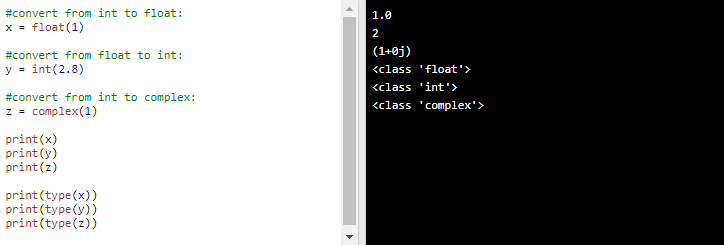 #convert from int to float:
x = float(1)
#convert from float to int:
y = int(2.8)
#convert from int to complex:
z = complex(1)
print(x)
print(y)
print(z)
print(type(x))
print(type(y))
print(type(z))
1.0
2
(1+0j)
<class 'float'>
<class 'int'>
<class 'complex'>